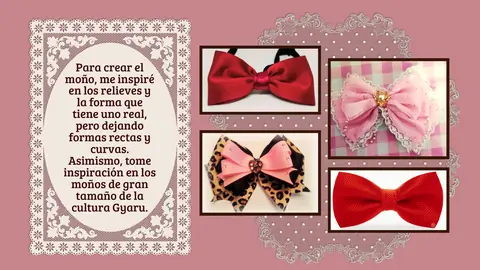 Para crear el
moño, me inspiré
en los relieves y
la forma que
tiene uno real,
pero dejando
formas rectas y
curvas.
Asimismo, tome
inspiración en los
moños de gran
tamaño de la
cultura Gyaru.